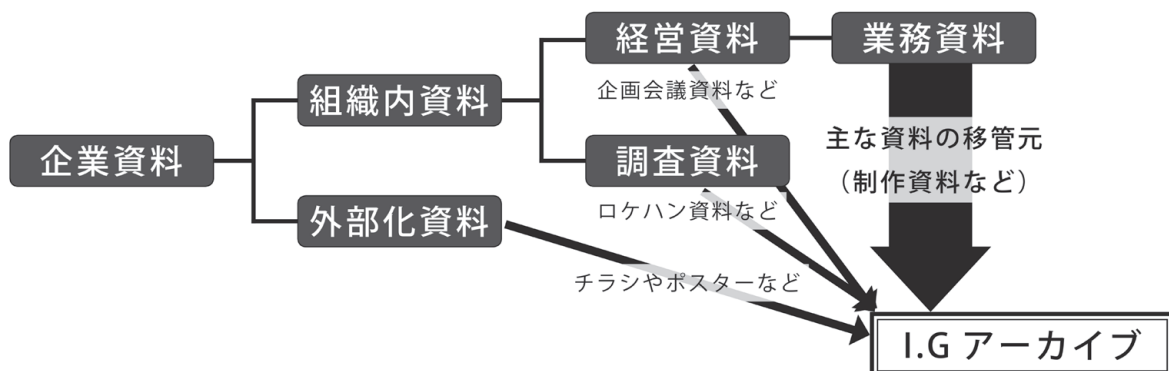 経営資料
業務資料
企画会議資料など
組織内資料
主な資料の移管元
（制作資料など）
企業資料
調査資料
ロケハン資料など
外部化資料
チラシやポスターなど
I.G アーカイブ